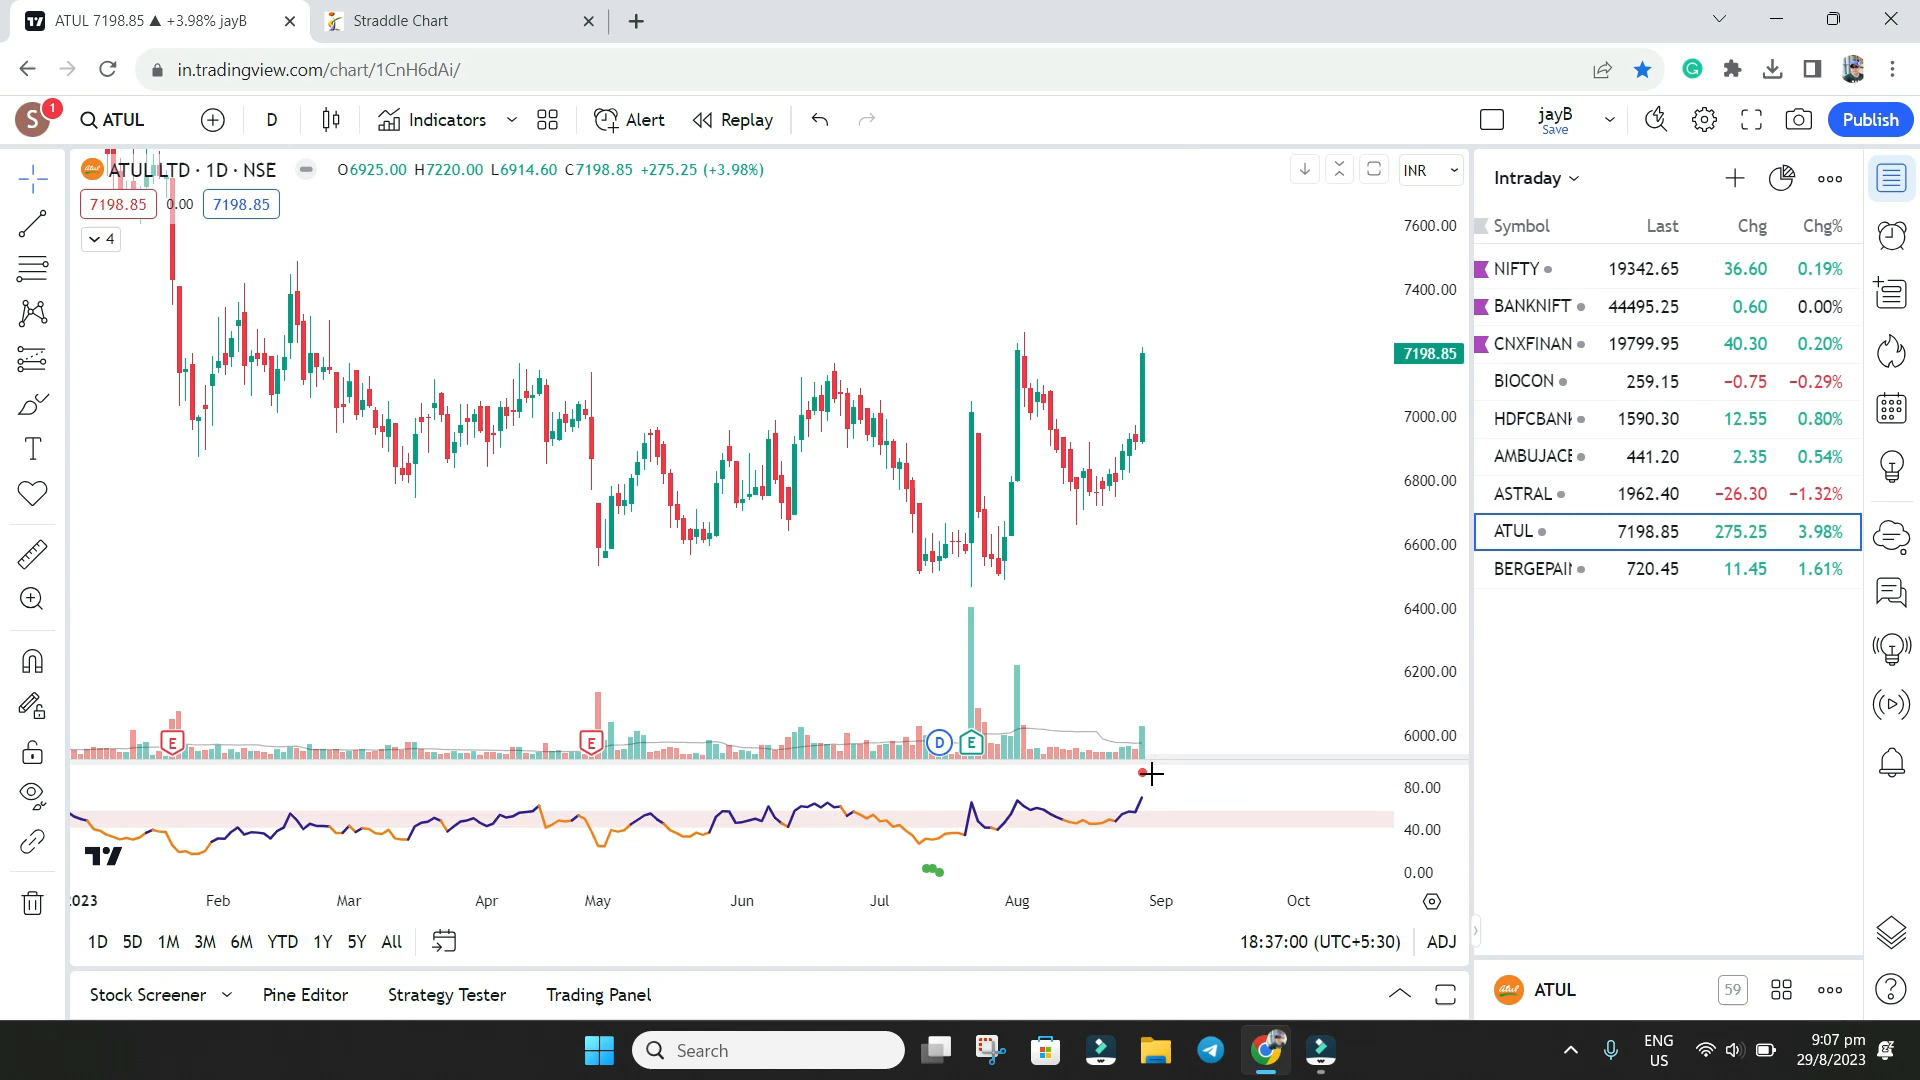 ATUL 7198.85 ▲ +3.98% jayB
Straddle Chart
in.tradingview.com/chart/1CnH6dAi/
S
1
ATUL
D
Indicators
Alert
Replay
jayB
Save
Publish
ATUL LTD · 1D · NSE
O6925.00 H7220.00 L6914.60 C7198.85 +275.25 (+3.98%)
INR
7198.85
0.00
7198.85
4
7600.00
7400.00
7198.85
7000.00
6800.00
6600.00
6400.00
6200.00
6000.00
E
E
D
E
80.00
40.00
0.00
2023
Feb
Mar
Apr
May
Jun
Jul
Aug
Sep
Oct
1D 5D 1M 3M 6M YTD 1Y 5Y All
18:37:00 (UTC+5:30)
ADJ
Stock Screener
Pine Editor
Strategy Tester
Trading Panel
Intraday
Symbol Last Chg Chg%
NIFTY 19342.65 36.60 0.19%
BANKNIFT 44495.25 0.60 0.00%
CNXFINAN 19799.95 40.30 0.20%
BIOCON 259.15 −0.75 −0.29%
HDFCBANK 1590.30 12.55 0.80%
AMBUJACE 441.20 2.35 0.54%
ASTRAL 1962.40 −26.30 −1.32%
ATUL 7198.85 275.25 3.98%
BERGEPAIN 720.45 11.45 1.61%
ATUL
59
Search
ENG
US
9:07 pm
29/8/2023